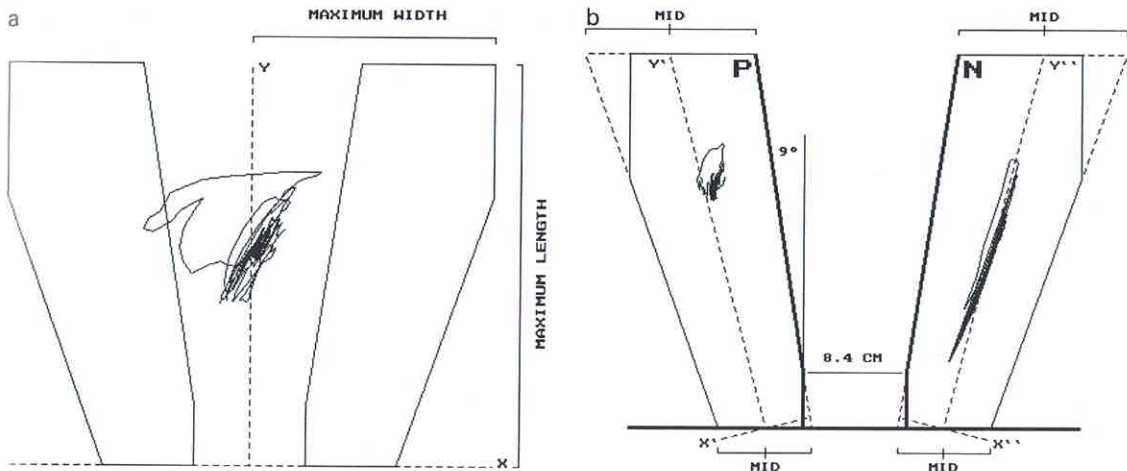 a
MAXIMUM WIDTH
Y
MAXIMUM LENGTH
X
b
MID
MID
Y'
P
N
Y''
9°
8.4 CM
X'
X''
MID
MID